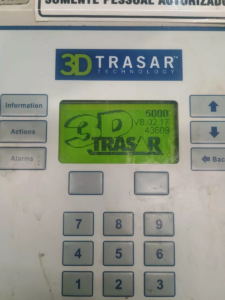 SOMENTE PESSOAL AUTORIZADO
3D TRASAR™
TECHNOLOGY
Information
Actions
Alarms
Back
5000
V8.02.17
43609
3D
TRASAR
7 8 9
4 5 6
1 2 3